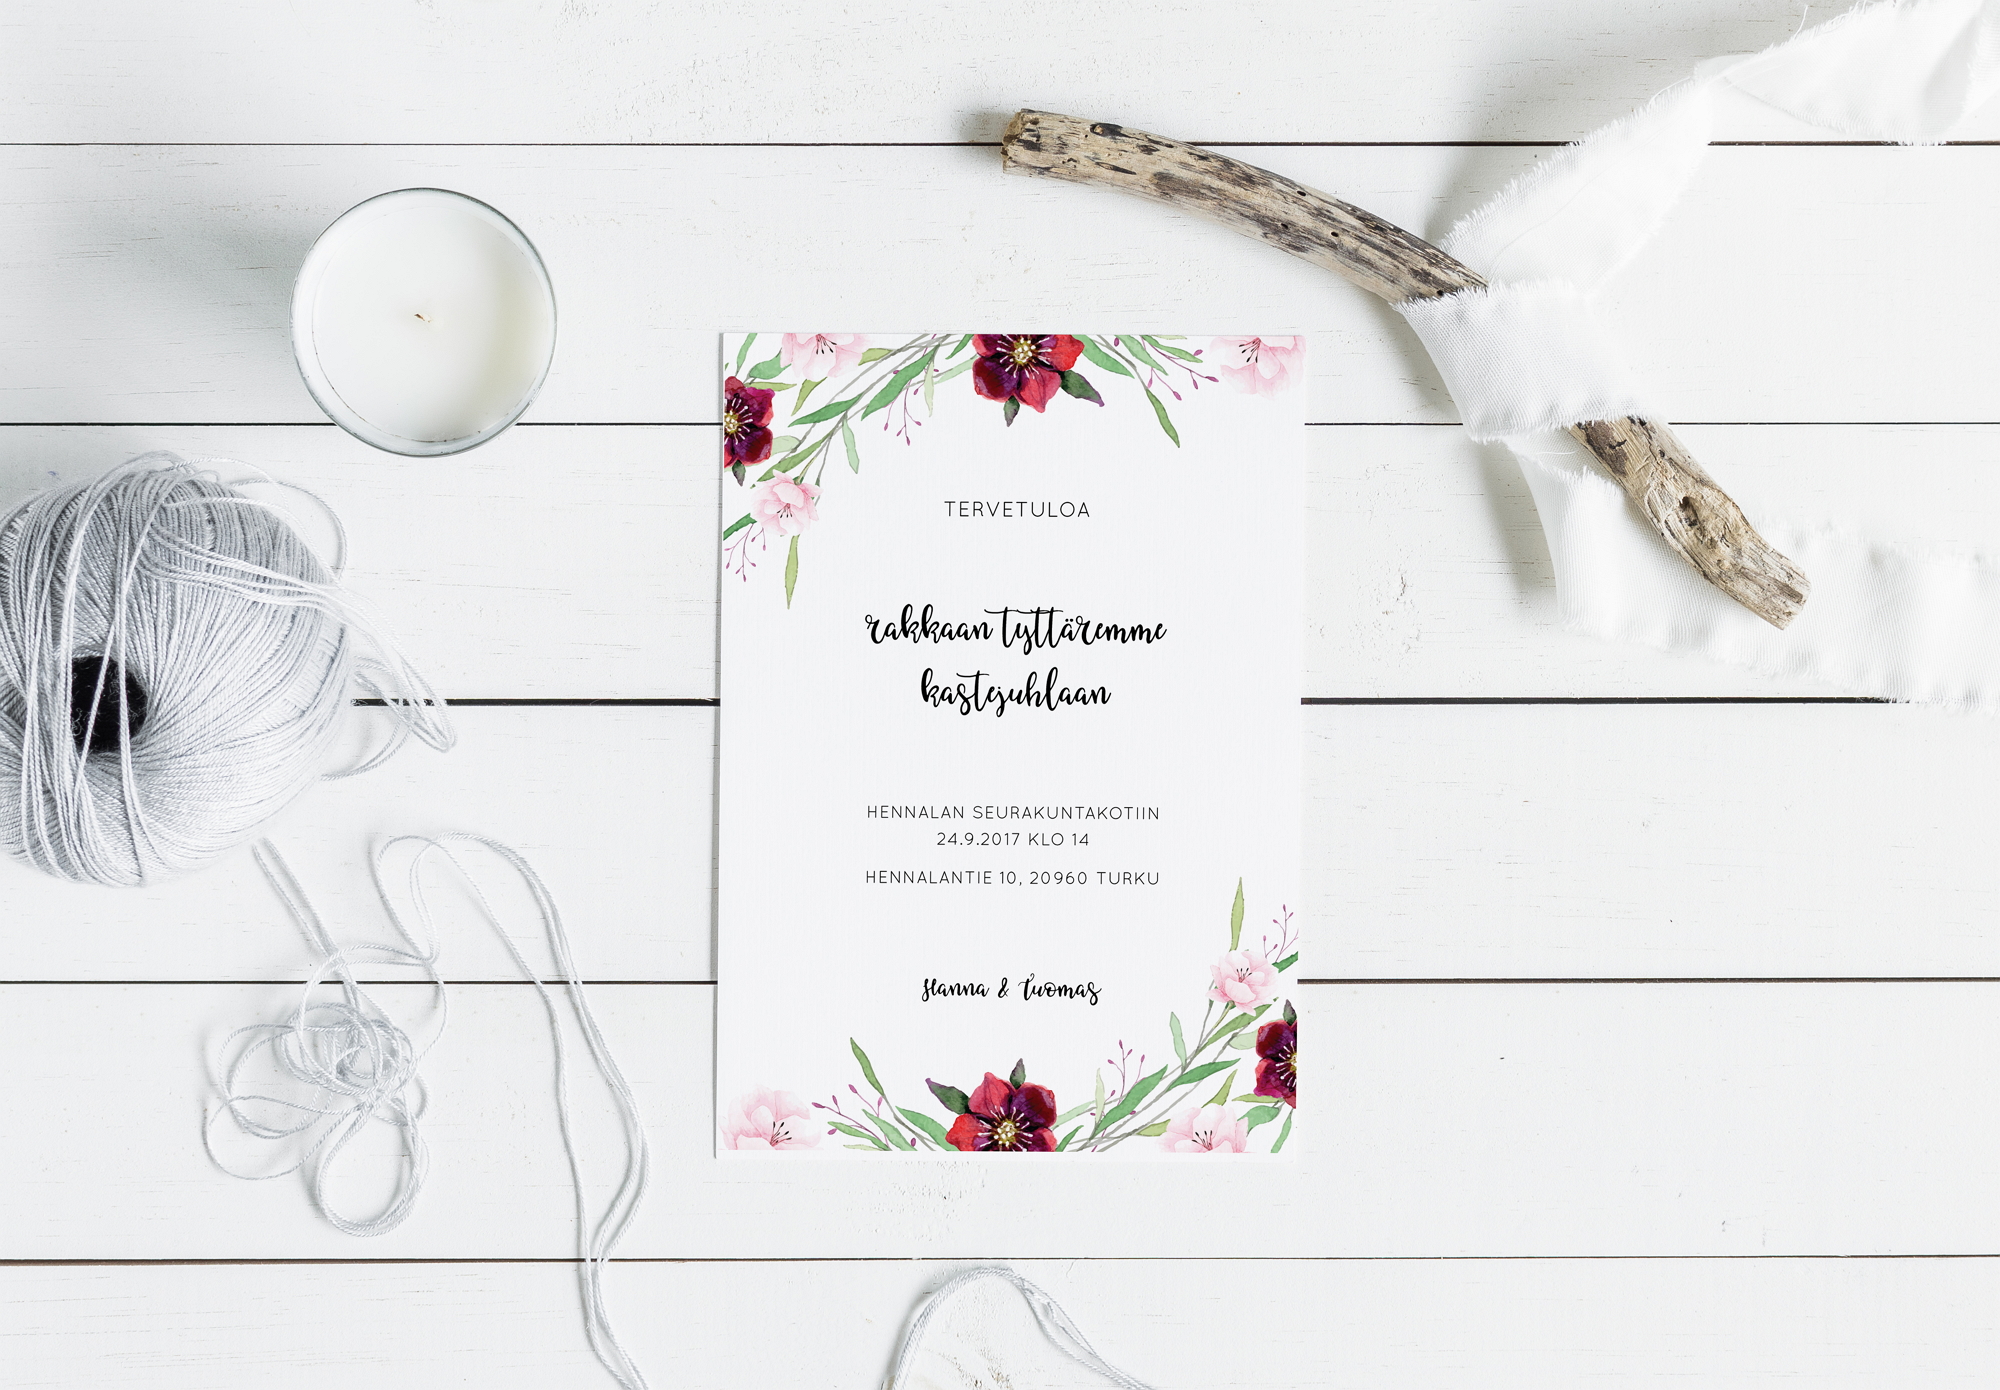 TERVETULOA
rakkaan tyttäremme
kastejuhlaan
HENNALAN SEURAKUNTAKOTIIN
24.9.2017 KLO 14
HENNALANTIE 10, 20960 TURKU
Hanna & Tuomas